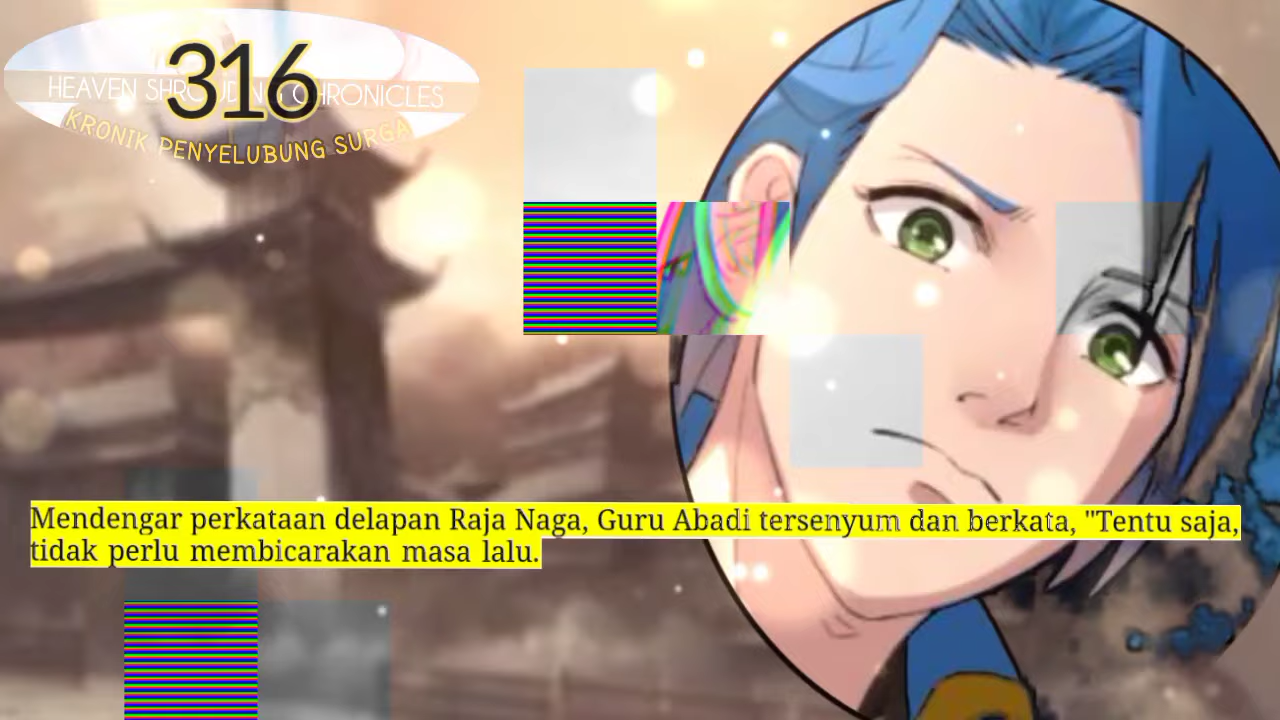 316
HEAVEN SHROUDING CHRONICLES
KRONIK PENYELUBUNG SURGA
Mendengar perkataan delapan Raja Naga, Guru Abadi tersenyum dan berkata, "Tentu saja,
tidak perlu membicarakan masa lalu.